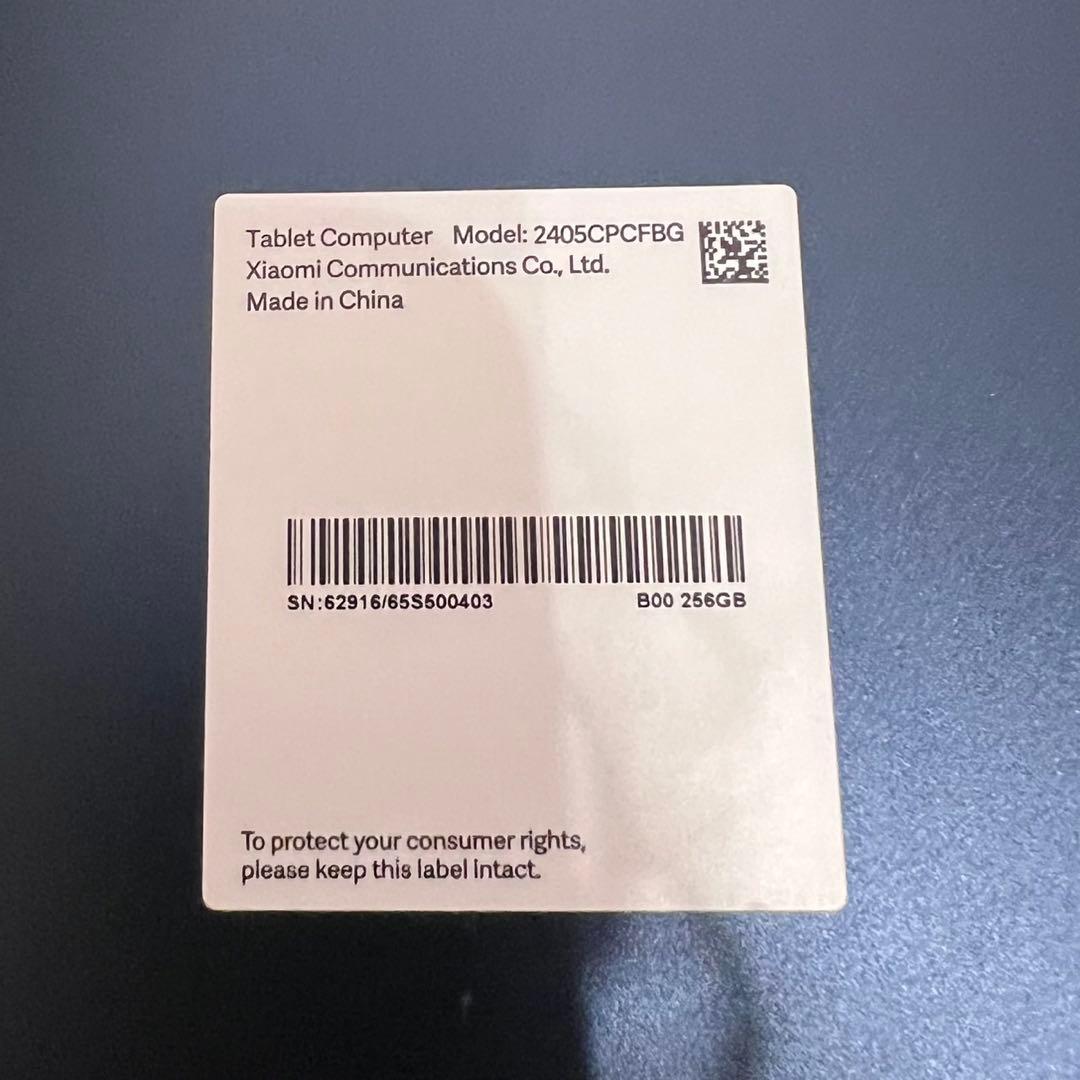 Tablet Computer Model: 2405CPCFBG
Xiaomi Communications Co., Ltd.
Made in China
SN:62916/65S500403 B00 256GB
To protect your consumer rights,
please keep this label intact.